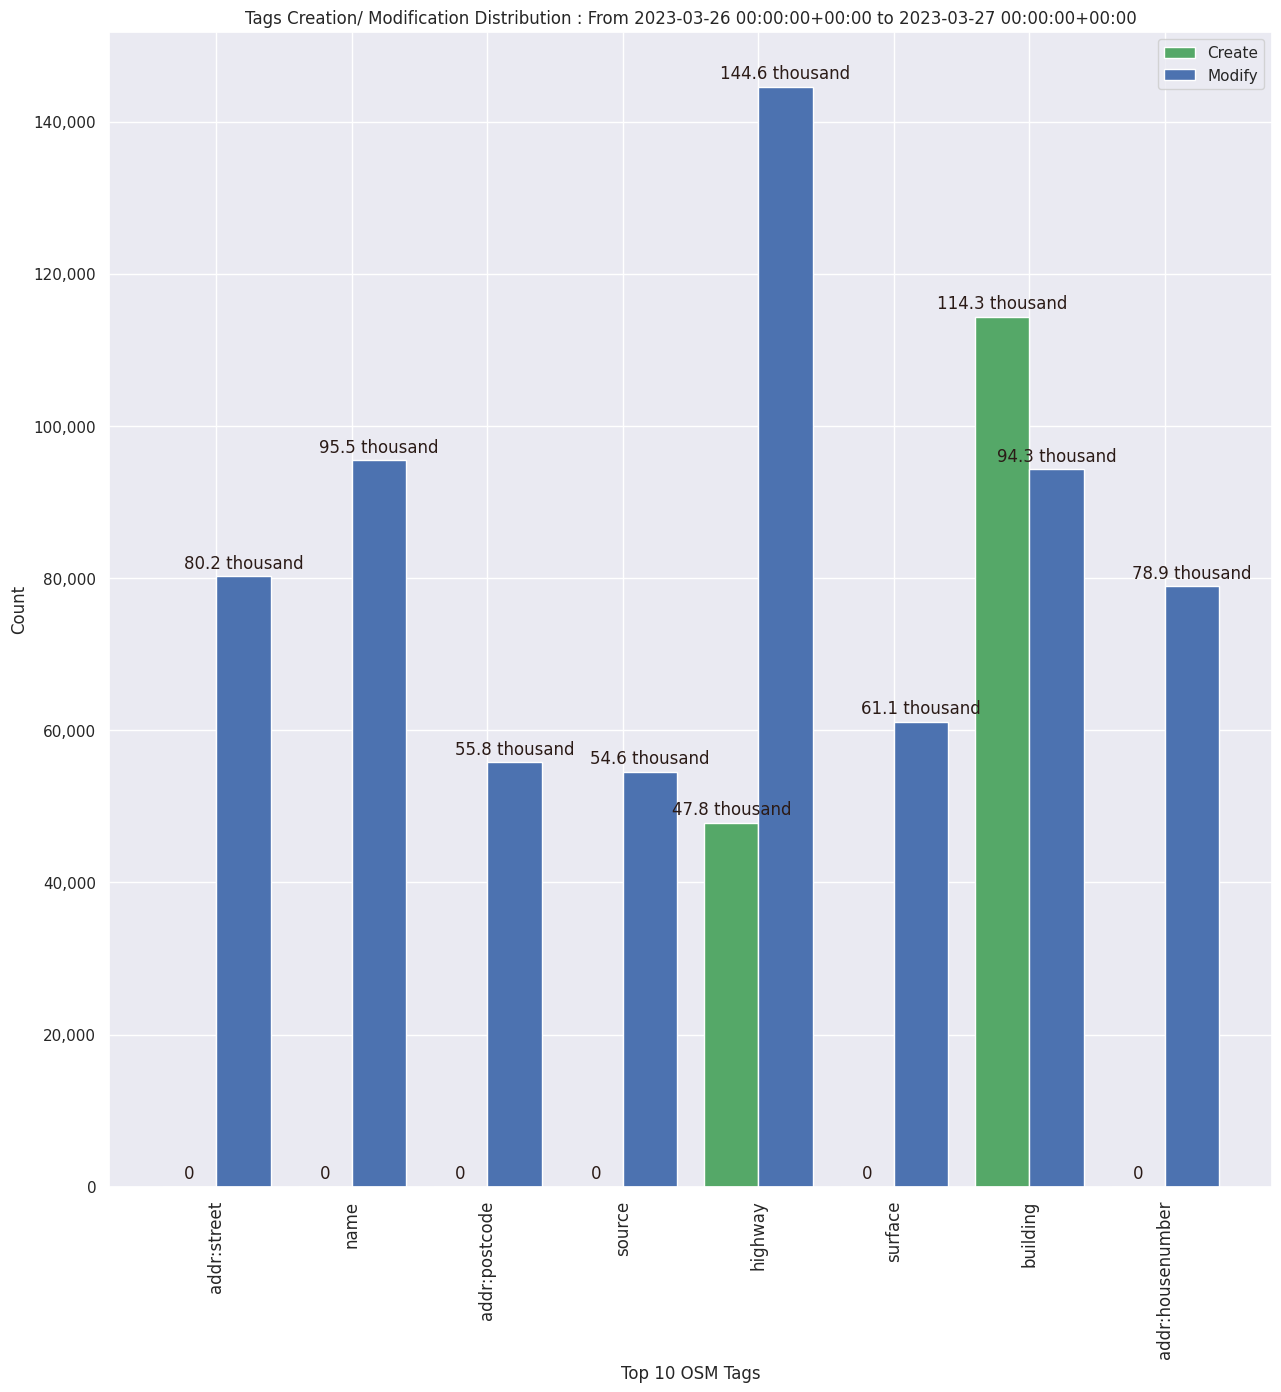 Tags Creation/ Modification Distribution : From 2023-03-26 00:00:00+00:00 to 2023-03-27 00:00:00+00:00
Create
Modify
144.6 thousand
140,000
120,000
114.3 thousand
100,000
95.5 thousand
94.3 thousand
80.2 thousand
80,000
78.9 thousand
61.1 thousand
60,000
55.8 thousand
54.6 thousand
47.8 thousand
40,000
20,000
0
0
0
0
0
0
0
Count
addr:street
name
addr:postcode
source
highway
surface
building
addr:housenumber
Top 10 OSM Tags